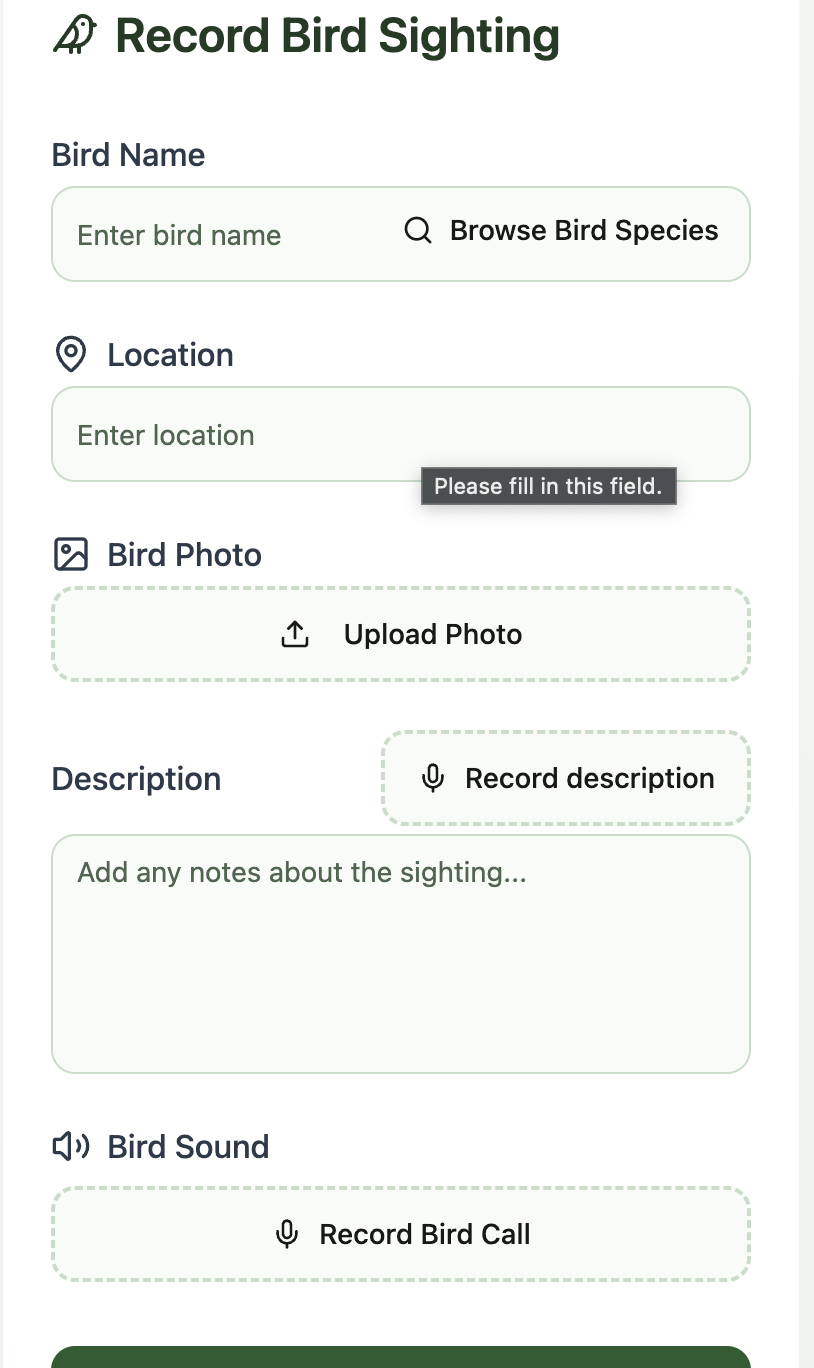 Record Bird Sighting
Bird Name
Enter bird name
Browse Bird Species
Location
Enter location
Please fill in this field.
Bird Photo
Upload Photo
Description
Record description
Add any notes about the sighting...
Bird Sound
Record Bird Call